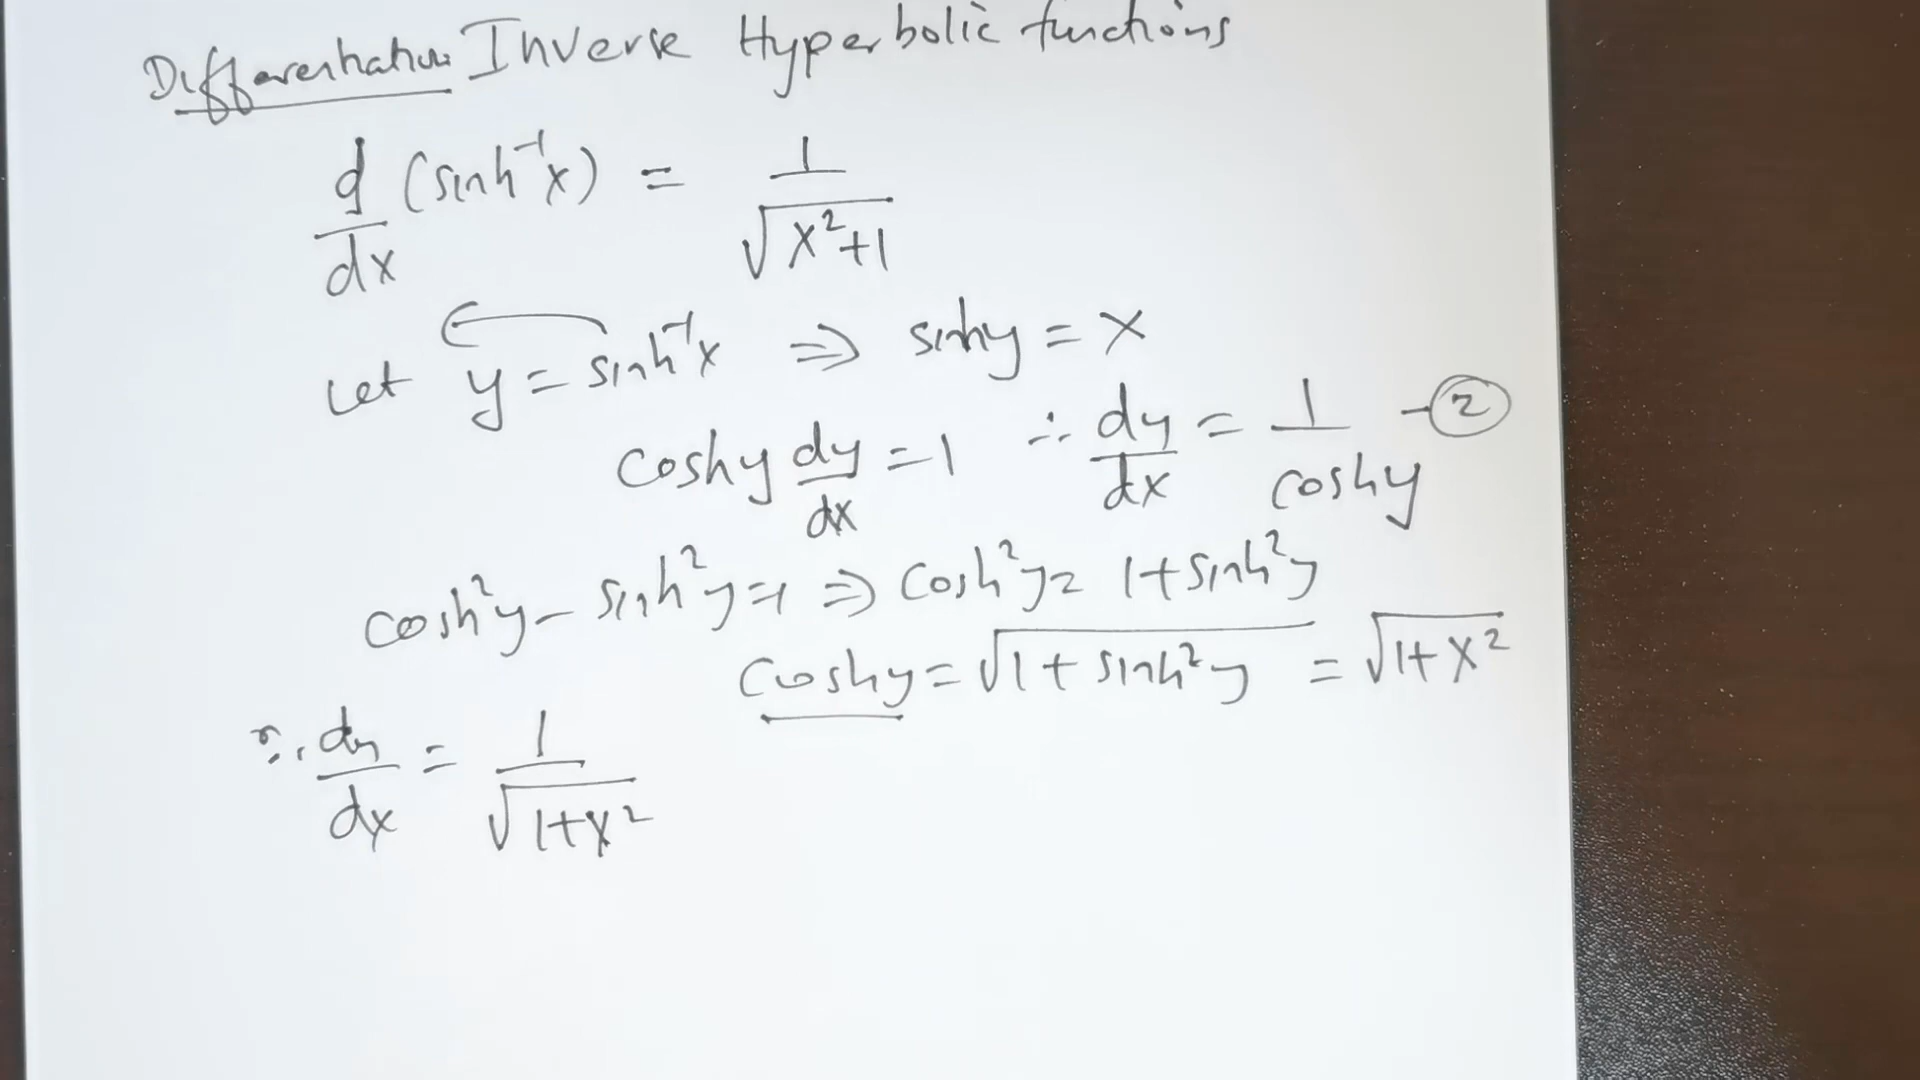 Differentiation Inverse Hyperbolic functions
d/dx (sinh⁻¹x) = 1/√(x²+1)
Let y = sinh⁻¹x ⇒ sinhy = x
coshy dy/dx = 1 ∴ dy/dx = 1/coshy -②
cosh²y - sinh²y = 1 ⇒ cosh²y = 1+sinh²y
coshy = √(1+sinh²y) = √(1+x²)
∴ dy/dx = 1/√(1+x²)